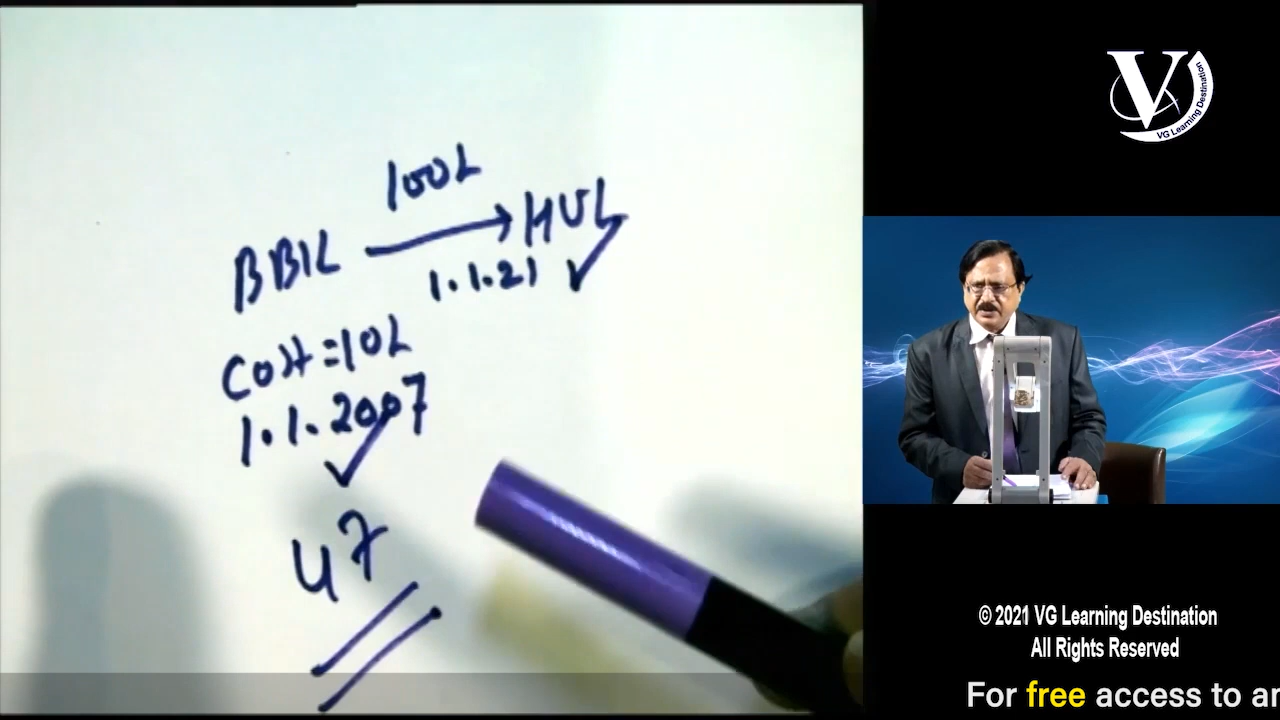 100L
BBIL → HUL
1.1.21
Cost=10L
1.1.2007
47
V
VG Learning Destination
© 2021 VG Learning Destination
All Rights Reserved
For free access to ar